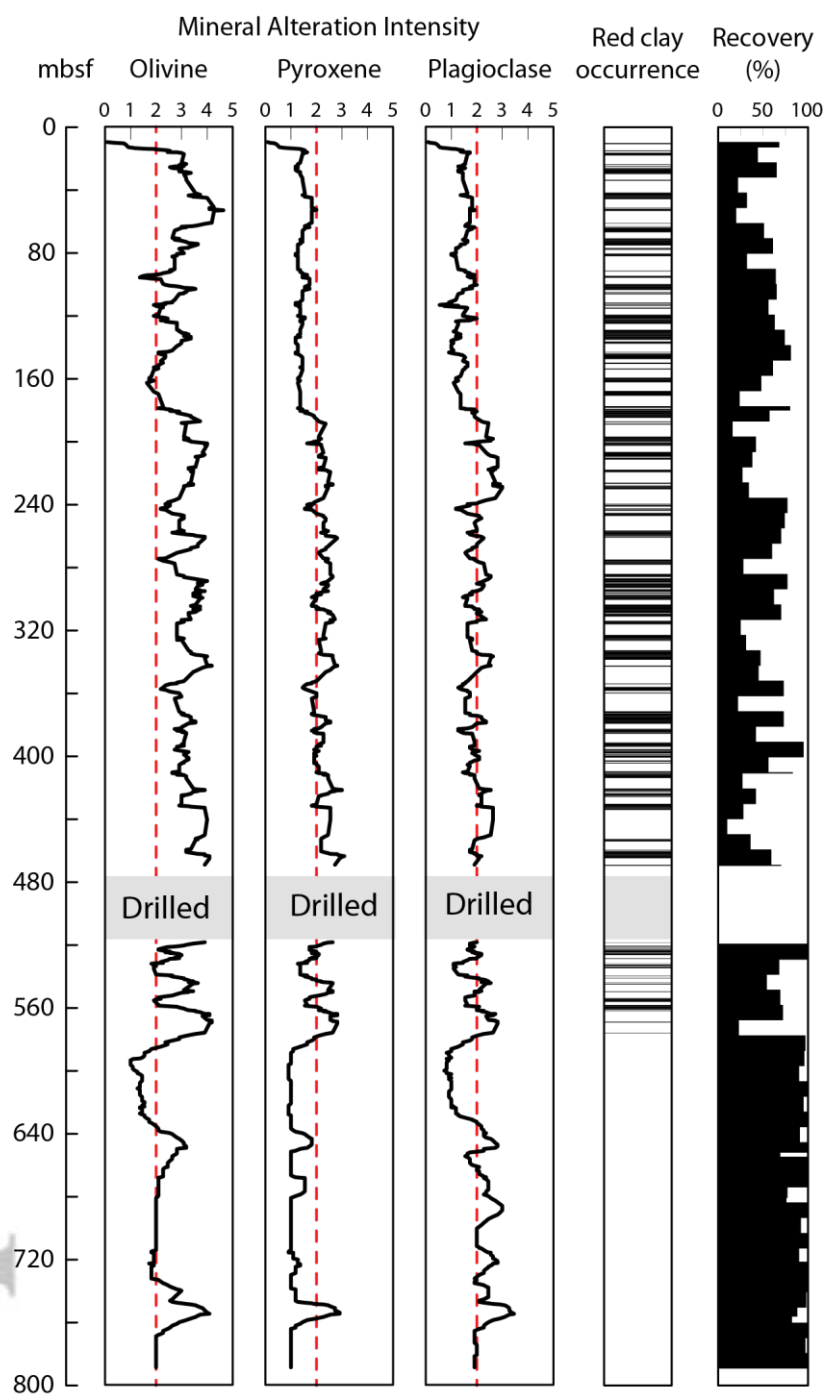 Mineral Alteration Intensity
mbsf Olivine Pyroxene Plagioclase Red clay occurrence Recovery (%)
0 1 2 3 4 5 0 1 2 3 4 5 0 1 2 3 4 5 0 50 100
0
80
160
240
320
400
480
Drilled Drilled Drilled
560
640
720
800